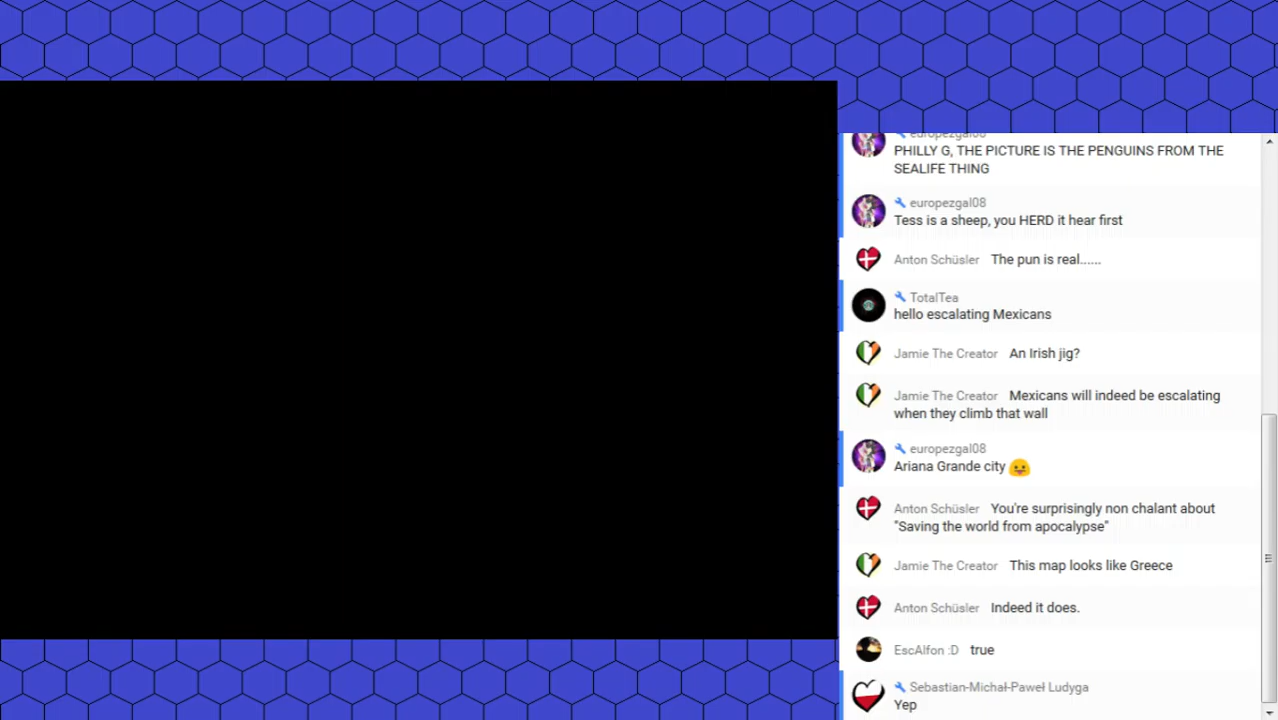 europezgal08
PHILLY G, THE PICTURE IS THE PENGUINS FROM THE
SEALIFE THING
europezgal08
Tess is a sheep, you HERD it hear first
Anton Schüsler The pun is real......
TotalTea
hello escalating Mexicans
Jamie The Creator An Irish jig?
Jamie The Creator Mexicans will indeed be escalating
when they climb that wall
europezgal08
Ariana Grande city 😛
Anton Schüsler You're surprisingly non chalant about
"Saving the world from apocalypse"
Jamie The Creator This map looks like Greece
Anton Schüsler Indeed it does.
EscAlfon :D true
Sebastian-Michał-Paweł Ludyga
Yep